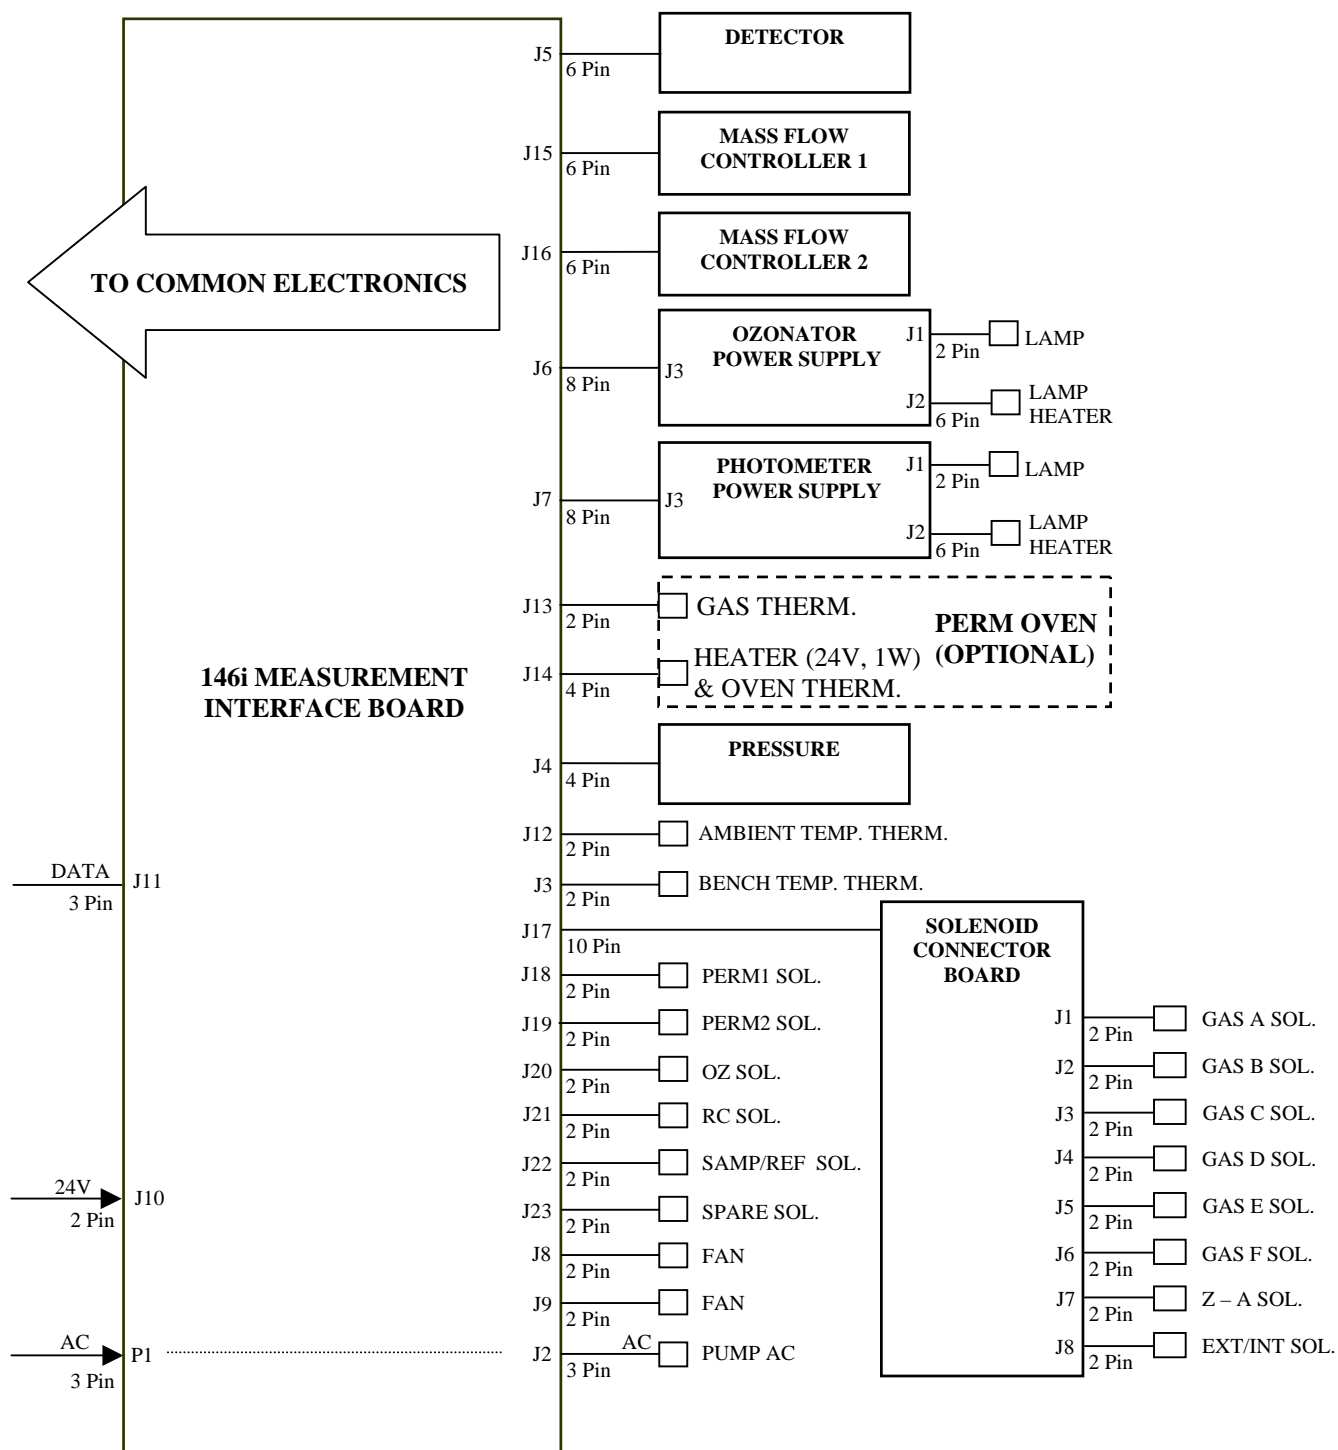 J5
6 Pin
DETECTOR
J15
6 Pin
MASS FLOW
CONTROLLER 1
J16
6 Pin
MASS FLOW
CONTROLLER 2
TO COMMON ELECTRONICS
J6
8 Pin
J3
OZONATOR
POWER SUPPLY
J1
2 Pin
LAMP
J2
6 Pin
LAMP
HEATER
J7
8 Pin
J3
PHOTOMETER
POWER SUPPLY
J1
2 Pin
LAMP
J2
6 Pin
LAMP
HEATER
J13
2 Pin
GAS THERM.
J14
4 Pin
HEATER (24V, 1W)
& OVEN THERM.
PERM OVEN
(OPTIONAL)
146i MEASUREMENT
INTERFACE BOARD
J4
4 Pin
PRESSURE
J12
2 Pin
AMBIENT TEMP. THERM.
DATA
3 Pin
J11
J3
2 Pin
BENCH TEMP. THERM.
J17
10 Pin
SOLENOID
CONNECTOR
BOARD
J18
2 Pin
PERM1 SOL.
J19
2 Pin
PERM2 SOL.
J20
2 Pin
OZ SOL.
J21
2 Pin
RC SOL.
J22
2 Pin
SAMP/REF SOL.
24V
2 Pin
J10
J23
2 Pin
SPARE SOL.
J8
2 Pin
FAN
J9
2 Pin
FAN
AC
3 Pin
P1
J2
3 Pin
AC
PUMP AC
J1
2 Pin
GAS A SOL.
J2
2 Pin
GAS B SOL.
J3
2 Pin
GAS C SOL.
J4
2 Pin
GAS D SOL.
J5
2 Pin
GAS E SOL.
J6
2 Pin
GAS F SOL.
J7
2 Pin
Z – A SOL.
J8
2 Pin
EXT/INT SOL.